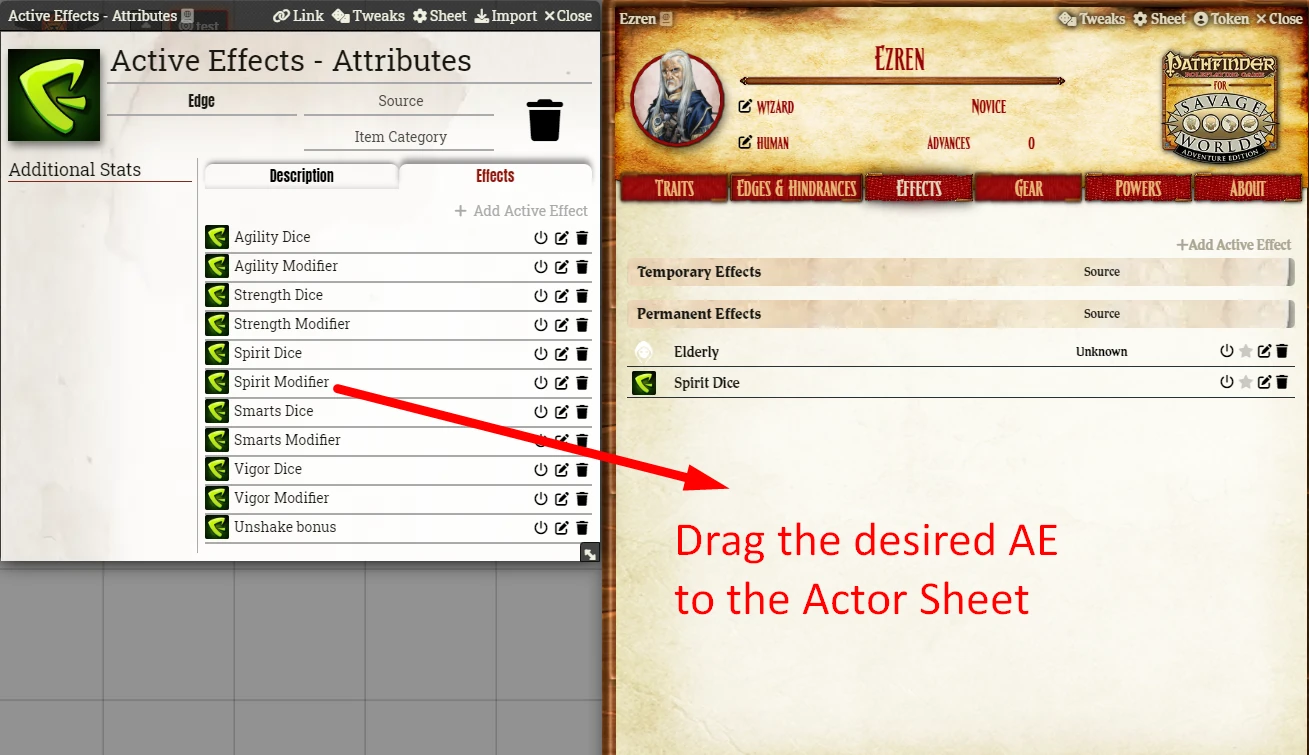 Active Effects - Attributes
Link Tweaks Sheet Import Close
test
Active Effects - Attributes
Edge
Source
Item Category
Additional Stats
Description
Effects
+ Add Active Effect
Agility Dice
Agility Modifier
Strength Dice
Strength Modifier
Spirit Dice
Spirit Modifier
Smarts Dice
Smarts Modifier
Vigor Dice
Vigor Modifier
Unshake bonus
Ezren
Tweaks Sheet Token Close
EZREN
WIZARD
NOVICE
HUMAN
ADVANCES 0
PATHFINDER
ROLEPLAYING GAME
FOR
SAVAGE
WORLDS
ADVENTURE EDITION
TRAITS
EDGES & HINDRANCES
EFFECTS
GEAR
POWERS
ABOUT
+Add Active Effect
Temporary Effects Source
Permanent Effects Source
Elderly Unknown
Spirit Dice
Drag the desired AE
to the Actor Sheet